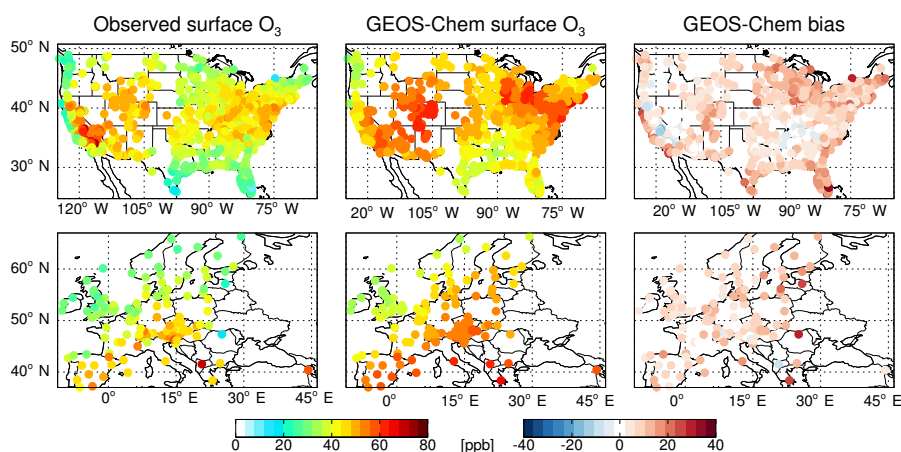 Observed surface O3 GEOS-Chem surface O3 GEOS-Chem bias
50° N
40° N
30° N
120° W 105° W 90° W 75° W 20° W 105° W 90° W 75° W 20° W 105° W 90° W 75° W
60° N
50° N
40° N
0° 15° E 30° E 45° E 0° 15° E 30° E 45° E 0° 15° E 30° E 45° E
0 20 40 60 80 [ppb] -40 -20 0 20 40